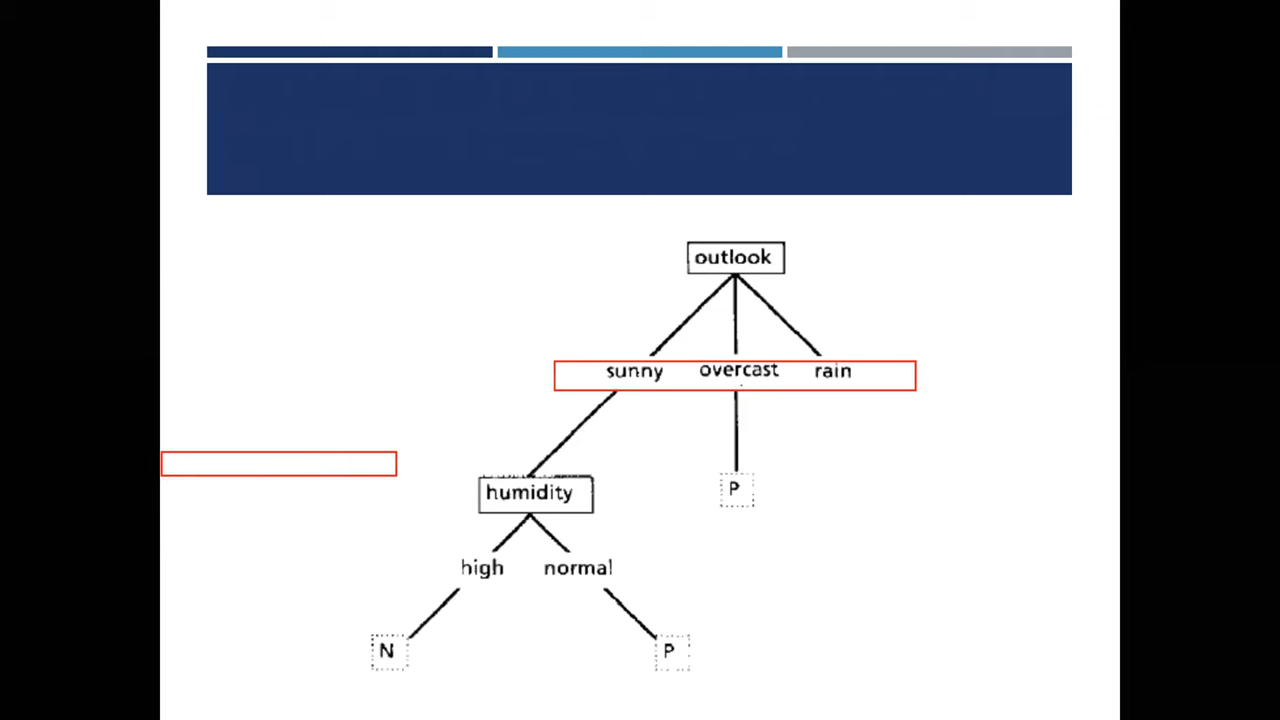 outlook
sunny overcast rain
humidity P
high normal
N P